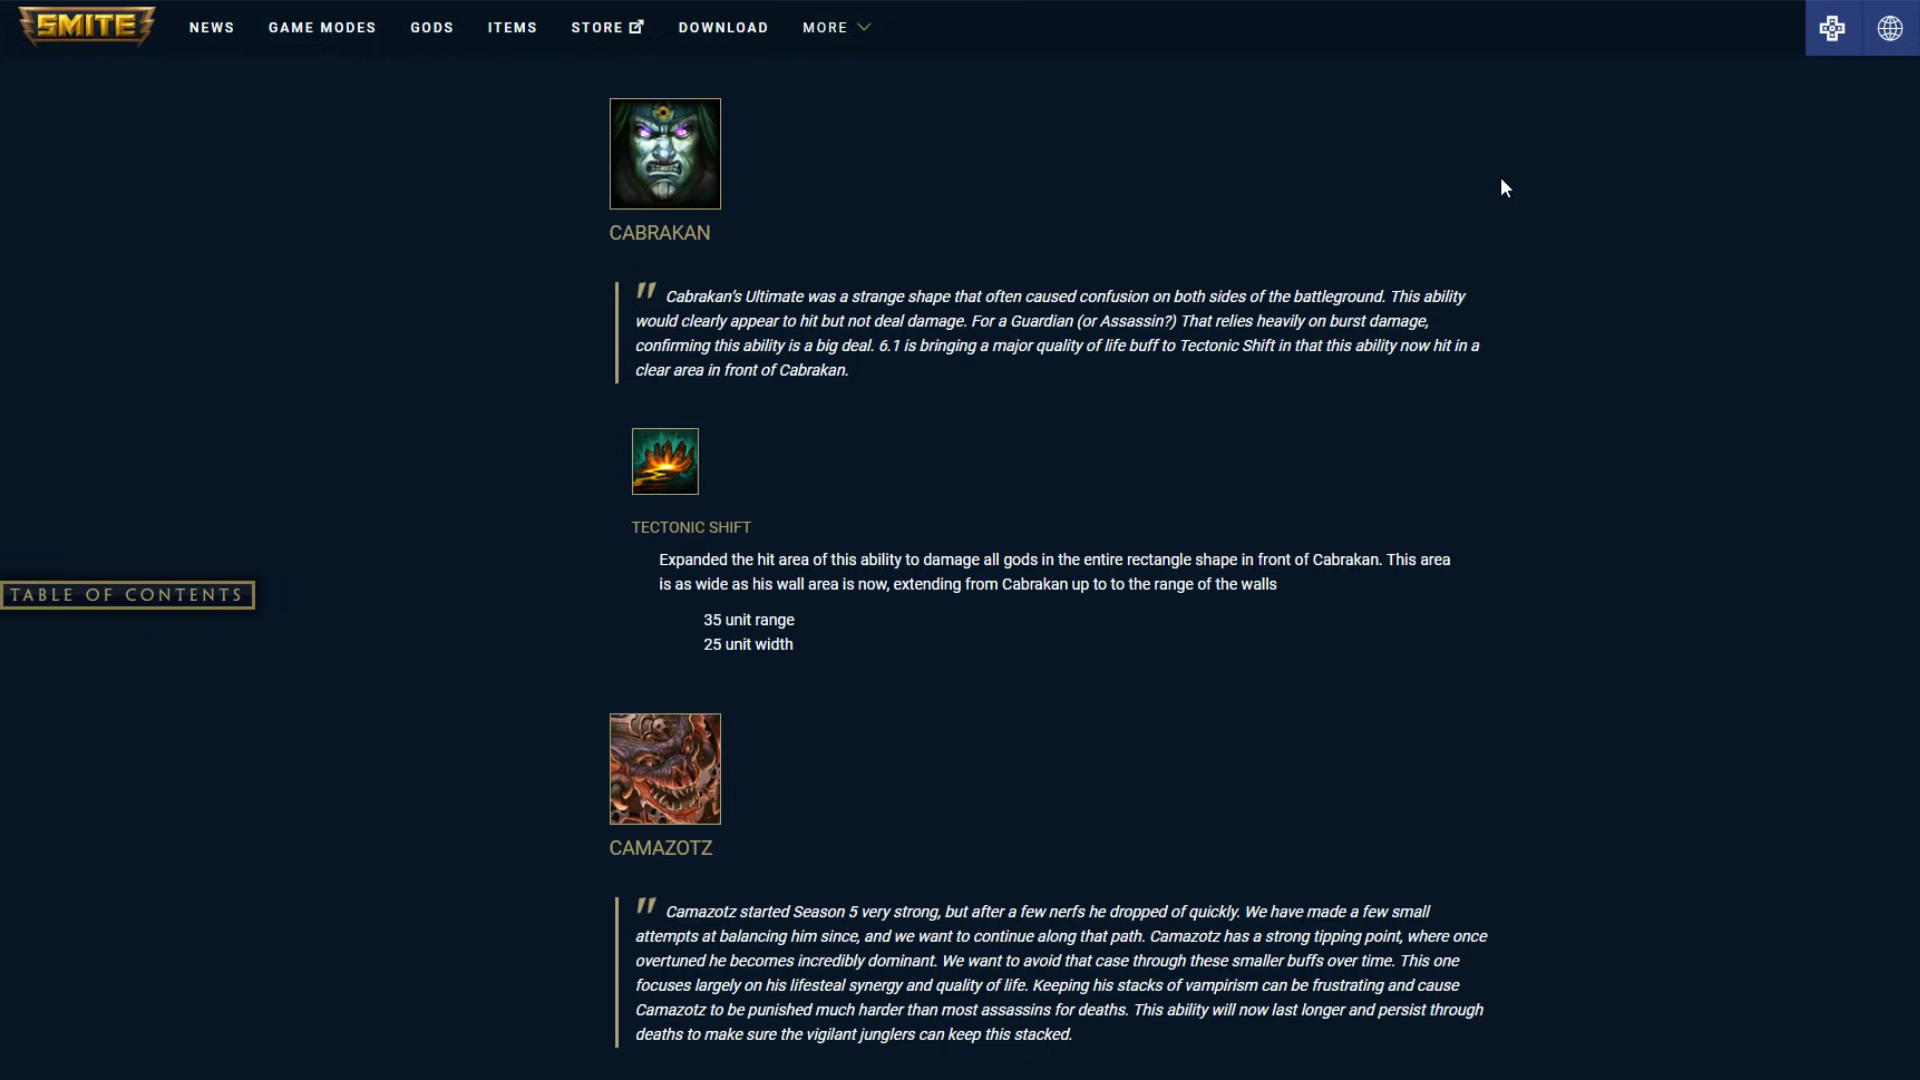 SMITE
NEWS
GAME MODES
GODS
ITEMS
STORE
DOWNLOAD
MORE
CABRAKAN
" Cabrakan's Ultimate was a strange shape that often caused confusion on both sides of the battleground. This ability
would clearly appear to hit but not deal damage. For a Guardian (or Assassin?) That relies heavily on burst damage,
confirming this ability is a big deal. 6.1 is bringing a major quality of life buff to Tectonic Shift in that this ability now hit in a
clear area in front of Cabrakan.
TECTONIC SHIFT
Expanded the hit area of this ability to damage all gods in the entire rectangle shape in front of Cabrakan. This area
is as wide as his wall area is now, extending from Cabrakan up to to the range of the walls
TABLE OF CONTENTS
35 unit range
25 unit width
CAMAZOTZ
" Camazotz started Season 5 very strong, but after a few nerfs he dropped of quickly. We have made a few small
attempts at balancing him since, and we want to continue along that path. Camazotz has a strong tipping point, where once
overtuned he becomes incredibly dominant. We want to avoid that case through these smaller buffs over time. This one
focuses largely on his lifesteal synergy and quality of life. Keeping his stacks of vampirism can be frustrating and cause
Camazotz to be punished much harder than most assassins for deaths. This ability will now last longer and persist through
deaths to make sure the vigilant junglers can keep this stacked.